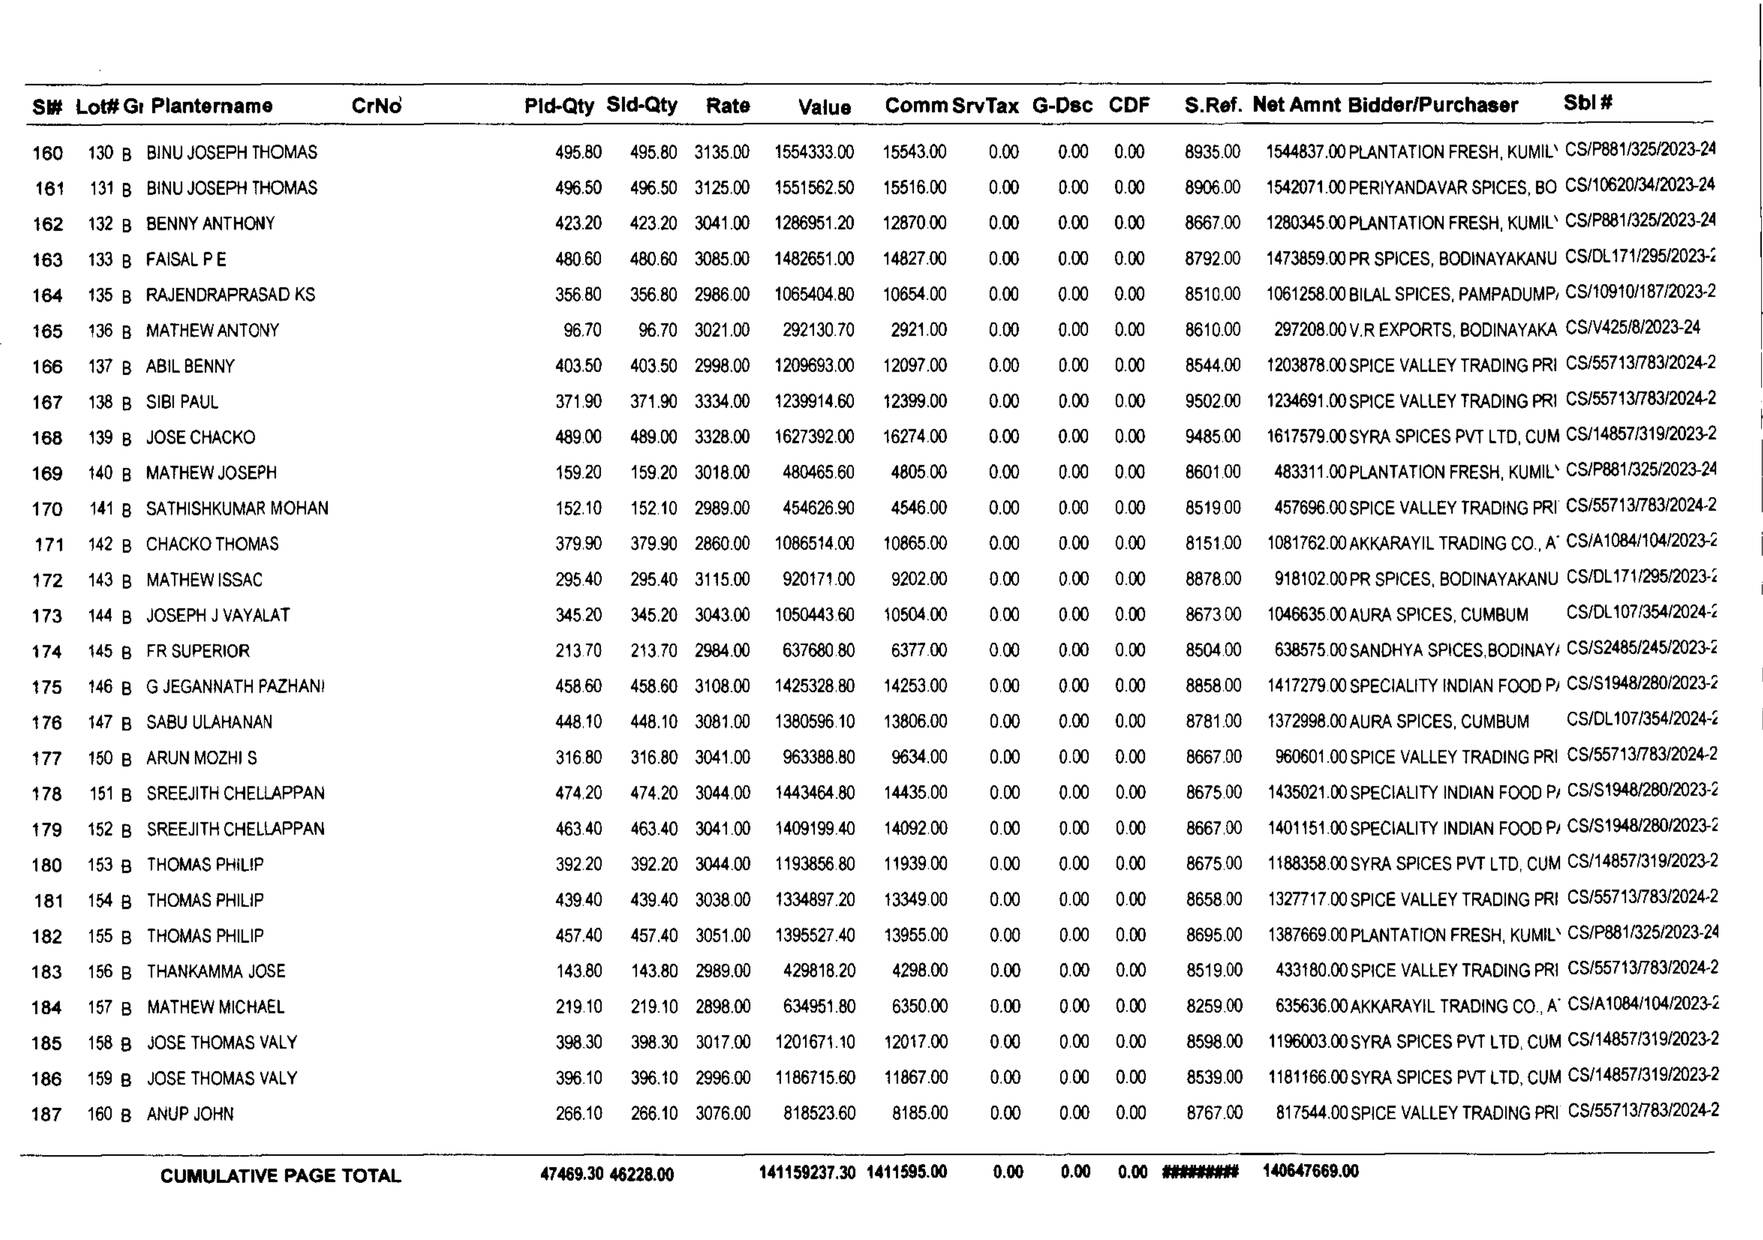 Sl# Lot# Gr Plantername CrNo Pld-Qty Sld-Qty Rate Value Comm SrvTax G-Dsc CDF S.Ref. Net Amnt Bidder/Purchaser Sbl #
160 130 B BINU JOSEPH THOMAS 495.80 495.80 3135.00 1554333.00 15543.00 0.00 0.00 0.00 8935.00 1544837.00 PLANTATION FRESH, KUMIL CS/P881/325/2023-24
161 131 B BINU JOSEPH THOMAS 496.50 496.50 3125.00 1551562.50 15516.00 0.00 0.00 0.00 8906.00 1542071.00 PERIYANDAVAR SPICES, BO CS/10620/34/2023-24
162 132 B BENNY ANTHONY 423.20 423.20 3041.00 1286951.20 12870.00 0.00 0.00 0.00 8667.00 1280345.00 PLANTATION FRESH, KUMIL CS/P881/325/2023-24
163 133 B FAISAL P E 480.60 480.60 3085.00 1482651.00 14827.00 0.00 0.00 0.00 8792.00 1473859.00 PR SPICES, BODINAYAKANU CS/DL171/295/2023-2
164 135 B RAJENDRAPRASAD KS 356.80 356.80 2986.00 1065404.80 10654.00 0.00 0.00 0.00 8510.00 1061258.00 BILAL SPICES, PAMPADUMP CS/10910/187/2023-2
165 136 B MATHEW ANTONY 96.70 96.70 3021.00 292130.70 2921.00 0.00 0.00 0.00 8610.00 297208.00 V.R EXPORTS, BODINAYAKA CS/V425/8/2023-24
166 137 B ABIL BENNY 403.50 403.50 2998.00 1209693.00 12097.00 0.00 0.00 0.00 8544.00 1203878.00 SPICE VALLEY TRADING PRI CS/55713/783/2024-2
167 138 B SIBI PAUL 371.90 371.90 3334.00 1239914.60 12399.00 0.00 0.00 0.00 9502.00 1234691.00 SPICE VALLEY TRADING PRI CS/55713/783/2024-2
168 139 B JOSE CHACKO 489.00 489.00 3328.00 1627392.00 16274.00 0.00 0.00 0.00 9485.00 1617579.00 SYRA SPICES PVT LTD, CUM CS/14857/319/2023-2
169 140 B MATHEW JOSEPH 159.20 159.20 3018.00 480465.60 4805.00 0.00 0.00 0.00 8601.00 483311.00 PLANTATION FRESH, KUMIL CS/P881/325/2023-24
170 141 B SATHISHKUMAR MOHAN 152.10 152.10 2989.00 454626.90 4546.00 0.00 0.00 0.00 8519.00 457696.00 SPICE VALLEY TRADING PRI CS/55713/783/2024-2
171 142 B CHACKO THOMAS 379.90 379.90 2860.00 1086514.00 10865.00 0.00 0.00 0.00 8151.00 1081762.00 AKKARAYIL TRADING CO., A CS/A1084/104/2023-2
172 143 B MATHEW ISSAC 295.40 295.40 3115.00 920171.00 9202.00 0.00 0.00 0.00 8878.00 918102.00 PR SPICES, BODINAYAKANU CS/DL171/295/2023-2
173 144 B JOSEPH J VAYALAT 345.20 345.20 3043.00 1050443.60 10504.00 0.00 0.00 0.00 8673.00 1046635.00 AURA SPICES, CUMBUM CS/DL107/354/2024-2
174 145 B FR SUPERIOR 213.70 213.70 2984.00 637680.80 6377.00 0.00 0.00 0.00 8504.00 638575.00 SANDHYA SPICES,BODINAY CS/S2485/245/2023-2
175 146 B G JEGANNATH PAZHANI 458.60 458.60 3108.00 1425328.80 14253.00 0.00 0.00 0.00 8858.00 1417279.00 SPECIALITY INDIAN FOOD P CS/S1948/280/2023-2
176 147 B SABU ULAHANAN 448.10 448.10 3081.00 1380596.10 13806.00 0.00 0.00 0.00 8781.00 1372998.00 AURA SPICES, CUMBUM CS/DL107/354/2024-2
177 150 B ARUN MOZHI S 316.80 316.80 3041.00 963388.80 9634.00 0.00 0.00 0.00 8667.00 960601.00 SPICE VALLEY TRADING PRI CS/55713/783/2024-2
178 151 B SREEJITH CHELLAPPAN 474.20 474.20 3044.00 1443464.80 14435.00 0.00 0.00 0.00 8675.00 1435021.00 SPECIALITY INDIAN FOOD P CS/S1948/280/2023-2
179 152 B SREEJITH CHELLAPPAN 463.40 463.40 3041.00 1409199.40 14092.00 0.00 0.00 0.00 8667.00 1401151.00 SPECIALITY INDIAN FOOD P CS/S1948/280/2023-2
180 153 B THOMAS PHILIP 392.20 392.20 3044.00 1193856.80 11939.00 0.00 0.00 0.00 8675.00 1188358.00 SYRA SPICES PVT LTD, CUM CS/14857/319/2023-2
181 154 B THOMAS PHILIP 439.40 439.40 3038.00 1334897.20 13349.00 0.00 0.00 0.00 8658.00 1327717.00 SPICE VALLEY TRADING PRI CS/55713/783/2024-2
182 155 B THOMAS PHILIP 457.40 457.40 3051.00 1395527.40 13955.00 0.00 0.00 0.00 8695.00 1387669.00 PLANTATION FRESH, KUMIL CS/P881/325/2023-24
183 156 B THANKAMMA JOSE 143.80 143.80 2989.00 429818.20 4298.00 0.00 0.00 0.00 8519.00 433180.00 SPICE VALLEY TRADING PRI CS/55713/783/2024-2
184 157 B MATHEW MICHAEL 219.10 219.10 2898.00 634951.80 6350.00 0.00 0.00 0.00 8259.00 635636.00 AKKARAYIL TRADING CO., A CS/A1084/104/2023-2
185 158 B JOSE THOMAS VALY 398.30 398.30 3017.00 1201671.10 12017.00 0.00 0.00 0.00 8598.00 1196003.00 SYRA SPICES PVT LTD, CUM CS/14857/319/2023-2
186 159 B JOSE THOMAS VALY 396.10 396.10 2996.00 1186715.60 11867.00 0.00 0.00 0.00 8539.00 1181166.00 SYRA SPICES PVT LTD, CUM CS/14857/319/2023-2
187 160 B ANUP JOHN 266.10 266.10 3076.00 818523.60 8185.00 0.00 0.00 0.00 8767.00 817544.00 SPICE VALLEY TRADING PRI CS/55713/783/2024-2
CUMULATIVE PAGE TOTAL 47469.30 46228.00 141159237.30 1411595.00 0.00 0.00 0.00 ######### 140647669.00